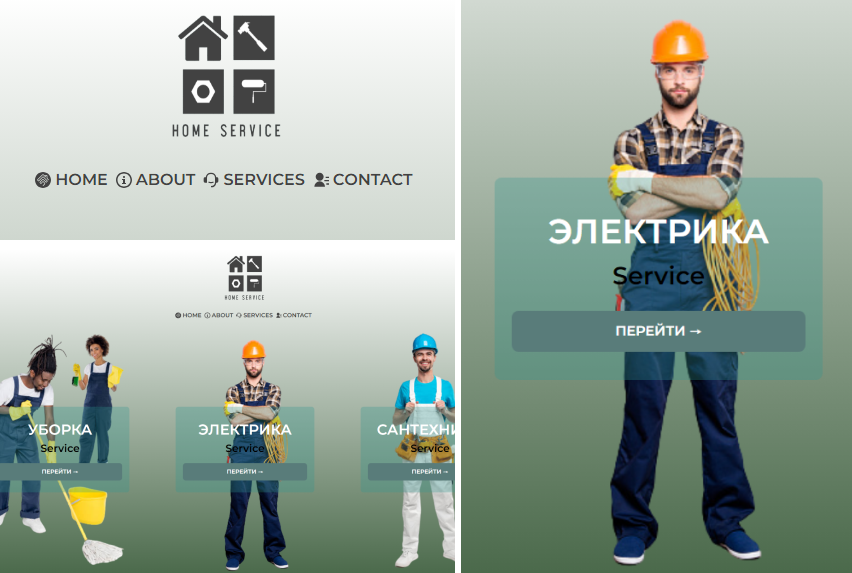 HOME SERVICE
HOME ABOUT SERVICES CONTACT
HOME SERVICE
HOME ABOUT SERVICES CONTACT
УБОРКА
Service
ПЕРЕЙТИ →
ЭЛЕКТРИКА
Service
ПЕРЕЙТИ →
САНТЕХНИ
Service
ПЕРЕЙТИ →
ЭЛЕКТРИКА
Service
ПЕРЕЙТИ →